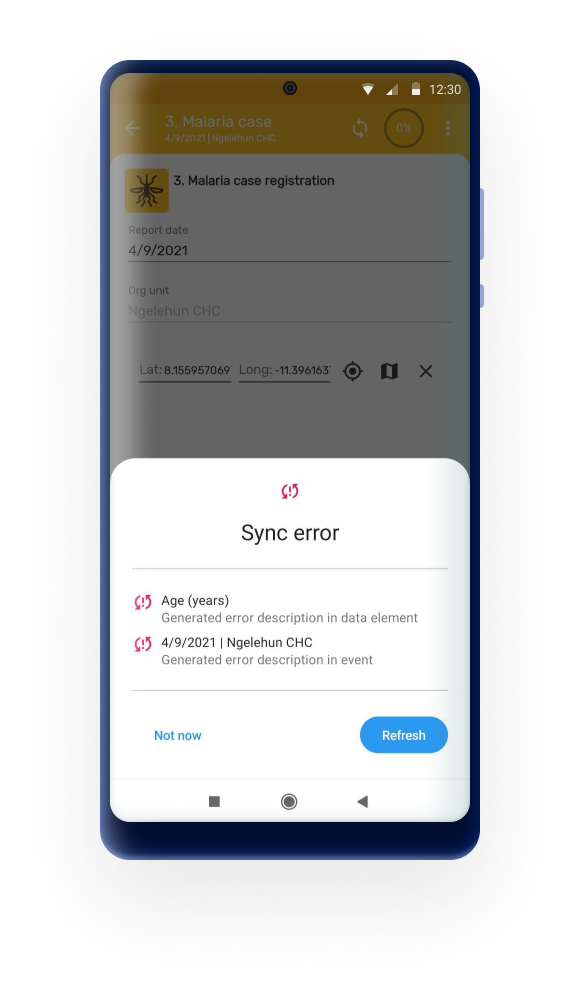 12:30
3. Malaria case
0%
4/9/2021 | Ngelehun CHC
3. Malaria case registration
Report date
4/9/2021
Org unit
Ngelehun CHC
Lat: 8.155957069 Long: -11.396163
Sync error
Age (years)
Generated error description in data element
4/9/2021 | Ngelehun CHC
Generated error description in event
Not now
Refresh